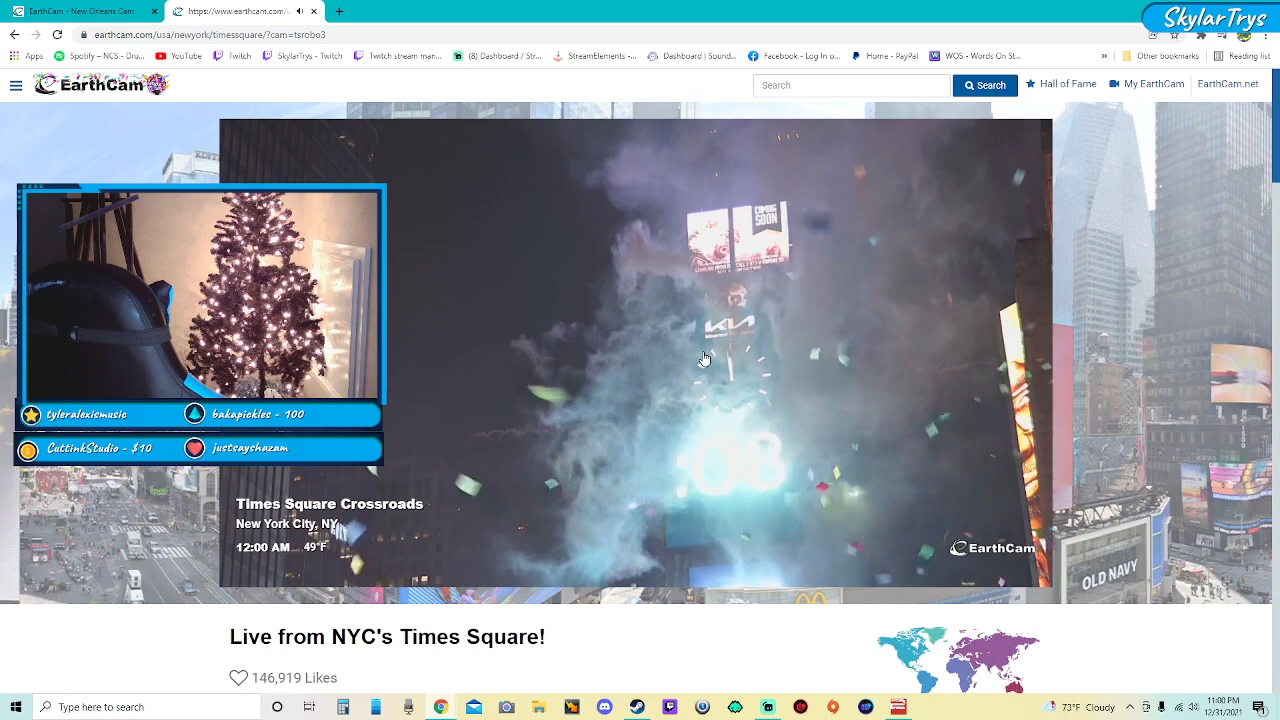 EarthCam - New Orleans Cam
https://www.earthcam.com/
SkylarTrys
earthcam.com/usa/newyork/timessquare/?cam=tsrobo3
Apps
Spotify – NCS - Dru...
YouTube
Twitch
SkylarTrys - Twitch
Twitch stream man...
(8) Dashboard / Str...
StreamElements -...
Dashboard | Sound...
Facebook - Log In o...
Home - PayPal
WOS - Words On St...
»
Other bookmarks
Reading list
EarthCam
Search
Search
Hall of Fame
My EarthCam
EarthCam.net
COMING
SOON
KIA
tyleralexismusic
bakapickles - 100
CuttinkStudio - $10
justsayshazam
Times Square Crossroads
New York City, NY
12:00 AM
49°F
EarthCam
OLD NAVY
Live from NYC's Times Square!
146,919 Likes
Type here to search
73°F Cloudy
11:00 PM
12/31/2021